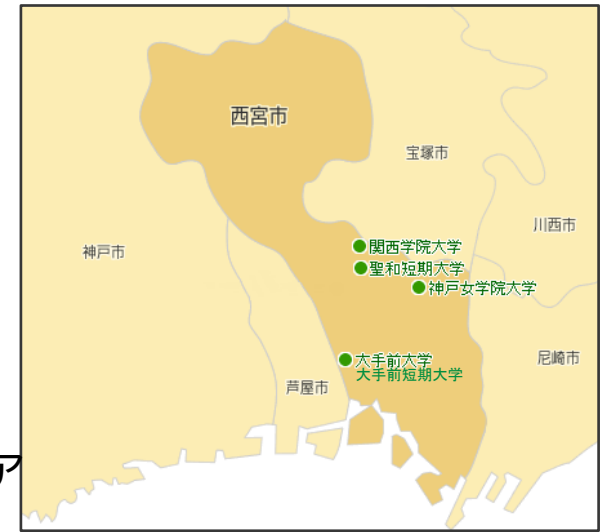 西宮市
宝塚市
川西市
神戸市
関西学院大学
聖和短期大学
神戸女学院大学
大手前大学
大手前短期大学
尼崎市
芦屋市
ア